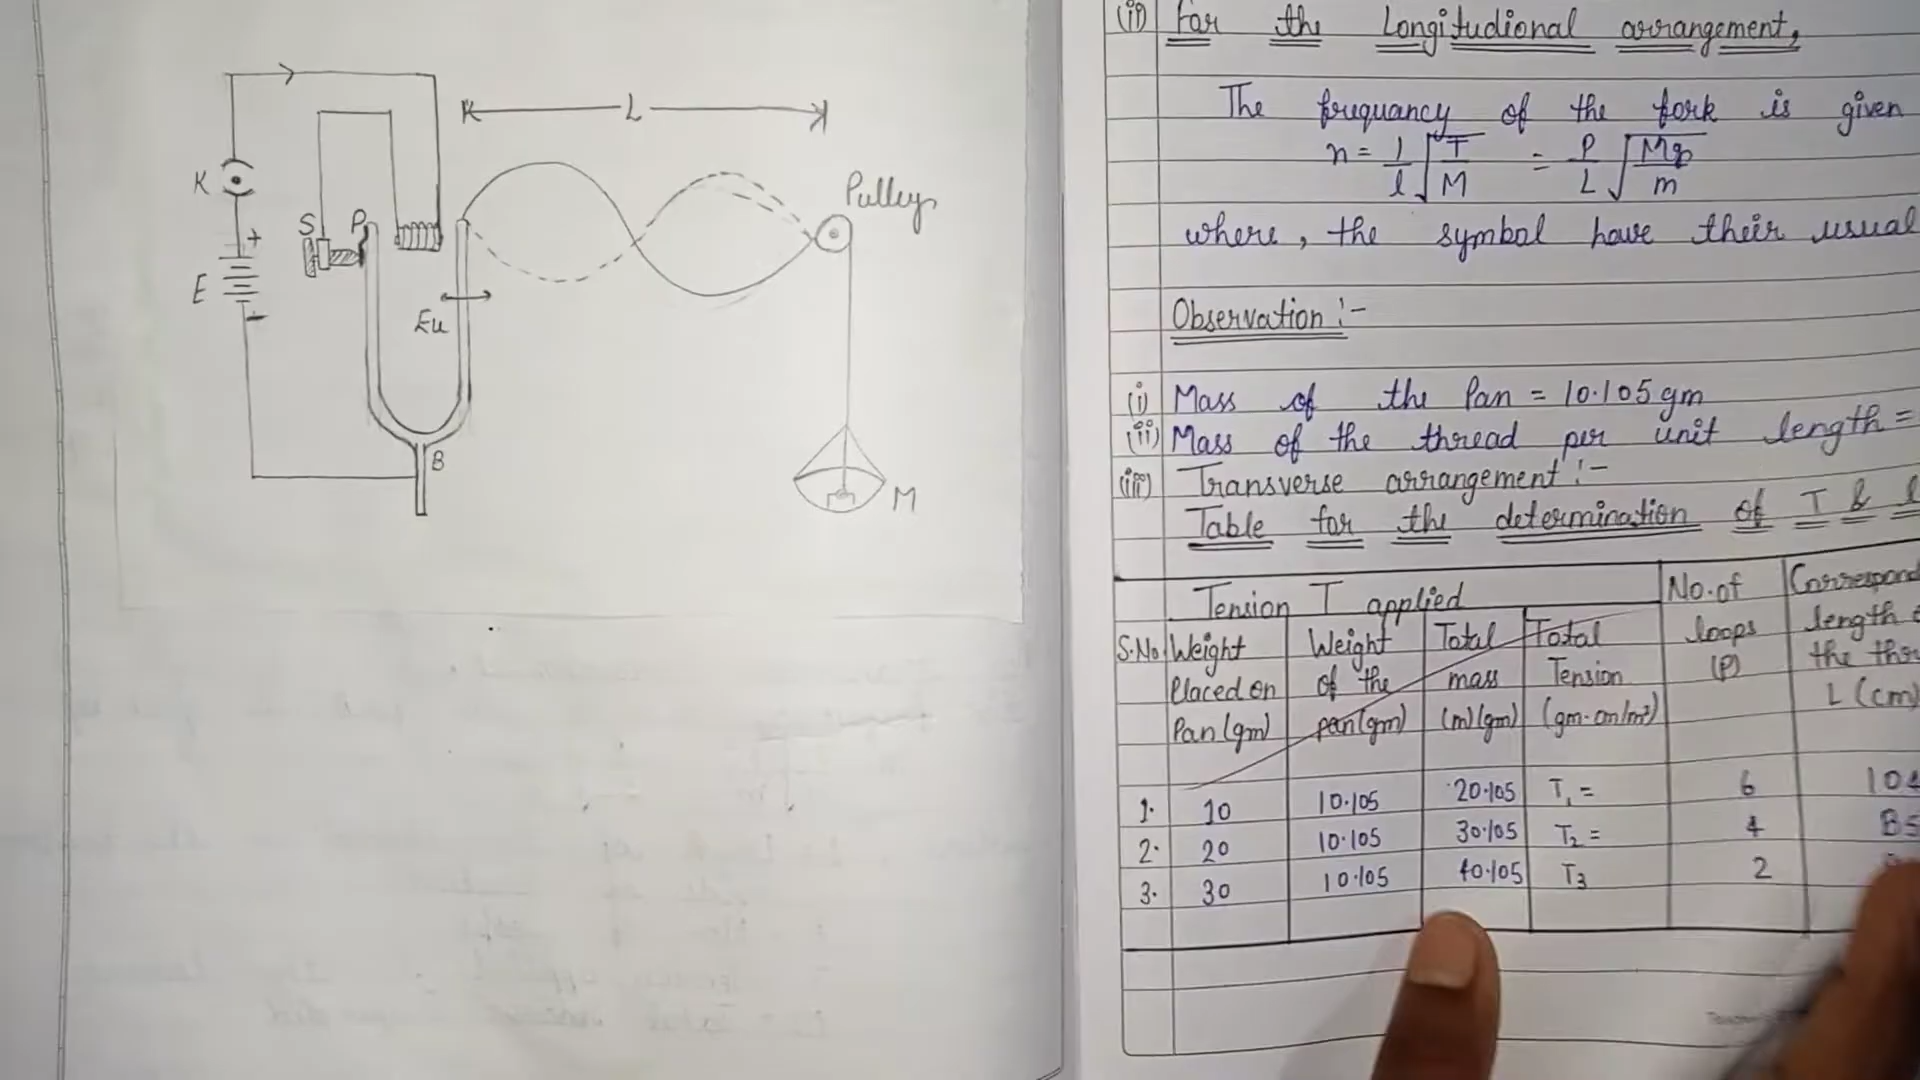 K
L
Pulley
K
S
P
+
E
-
Eu
B
M
(ii) For the Longitudional arrangement,
The frequancy of the fork is given
n = 1/l √T/M = P/L √Mg/m
where, the symbol have their usual
Observation :-
(i) Mass of the Pan = 10.105 gm
(ii) Mass of the thread per unit length =
(iii) Transverse arrangement :-
Table for the determination of T &
S.No. Tension T applied No. of loops (P) L (cm)
Weight Placed on Pan (gm) Weight of the pan (gm) Total mass (m) (gm) Total Tension (gm-cm/m²) length the
1. 10 10.105 20.105 T₁ = 6
2. 20 10.105 30.105 T₂ = 4
3. 30 10.105 40.105 T₃ 2